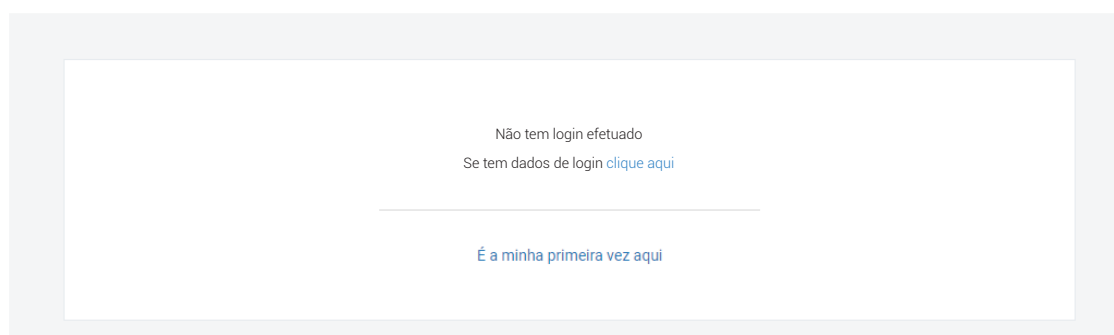 Não tem login efetuado
Se tem dados de login clique aqui
É a minha primeira vez aqui